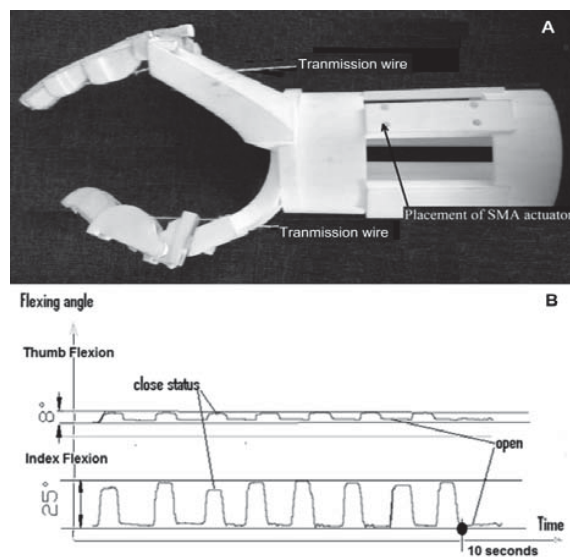 A
Tranmission wire
Placement of SMA actuator
Tranmission wire
B
Flexing angle
Thumb Flexion
close status
8°
open
Index Flexion
25°
Time
10 seconds